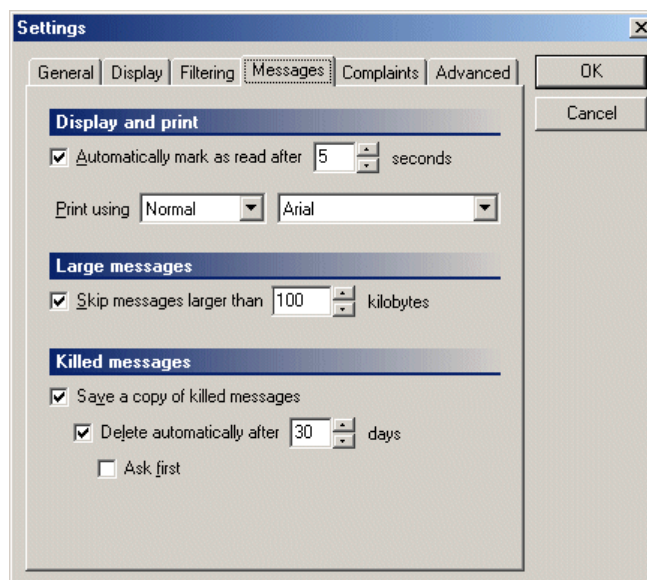 Settings
General Display Filtering Messages Complaints Advanced
OK
Cancel
Display and print
Automatically mark as read after 5 seconds
Print using Normal Arial
Large messages
Skip messages larger than 100 kilobytes
Killed messages
Save a copy of killed messages
Delete automatically after 30 days
Ask first